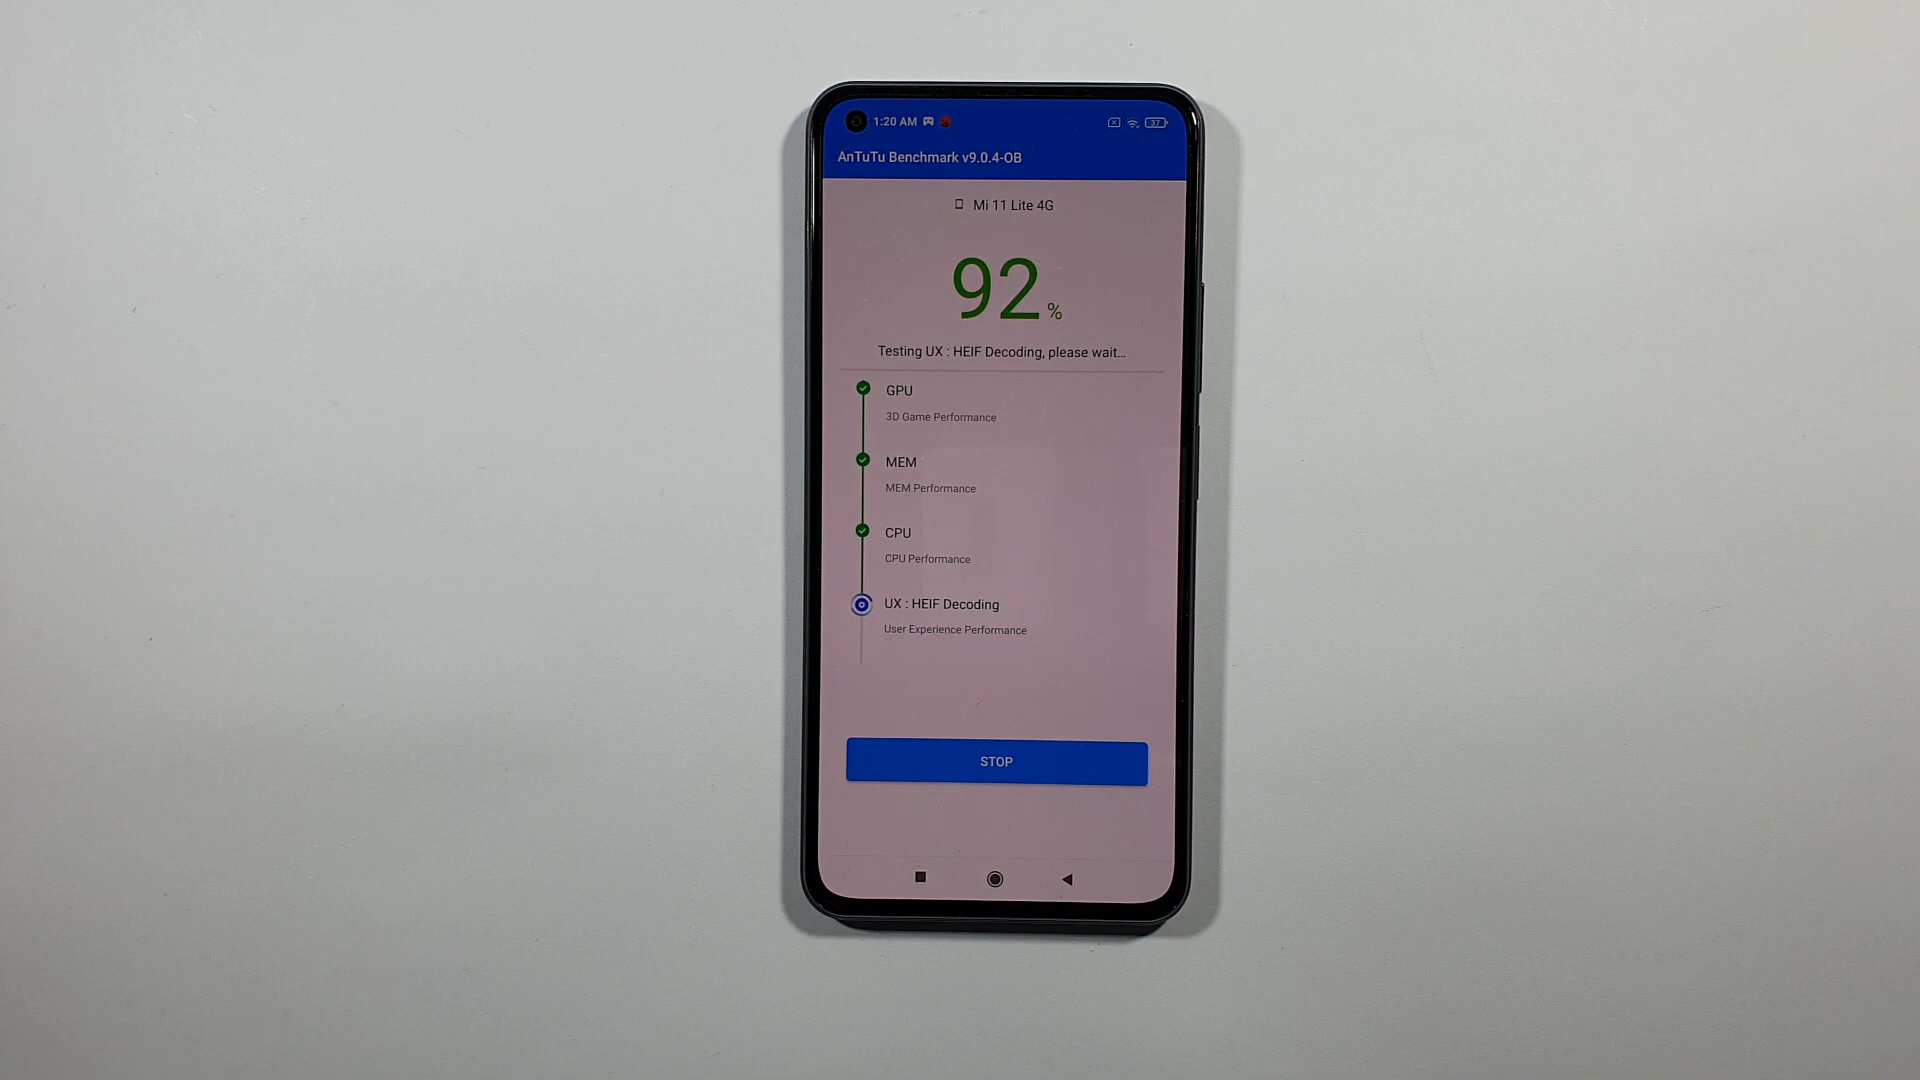 1:20 AM 37
AnTuTu Benchmark v9.0.4-OB
Mi 11 Lite 4G
92%
Testing UX : HEIF Decoding, please wait...
GPU
3D Game Performance
MEM
MEM Performance
CPU
CPU Performance
UX : HEIF Decoding
User Experience Performance
STOP